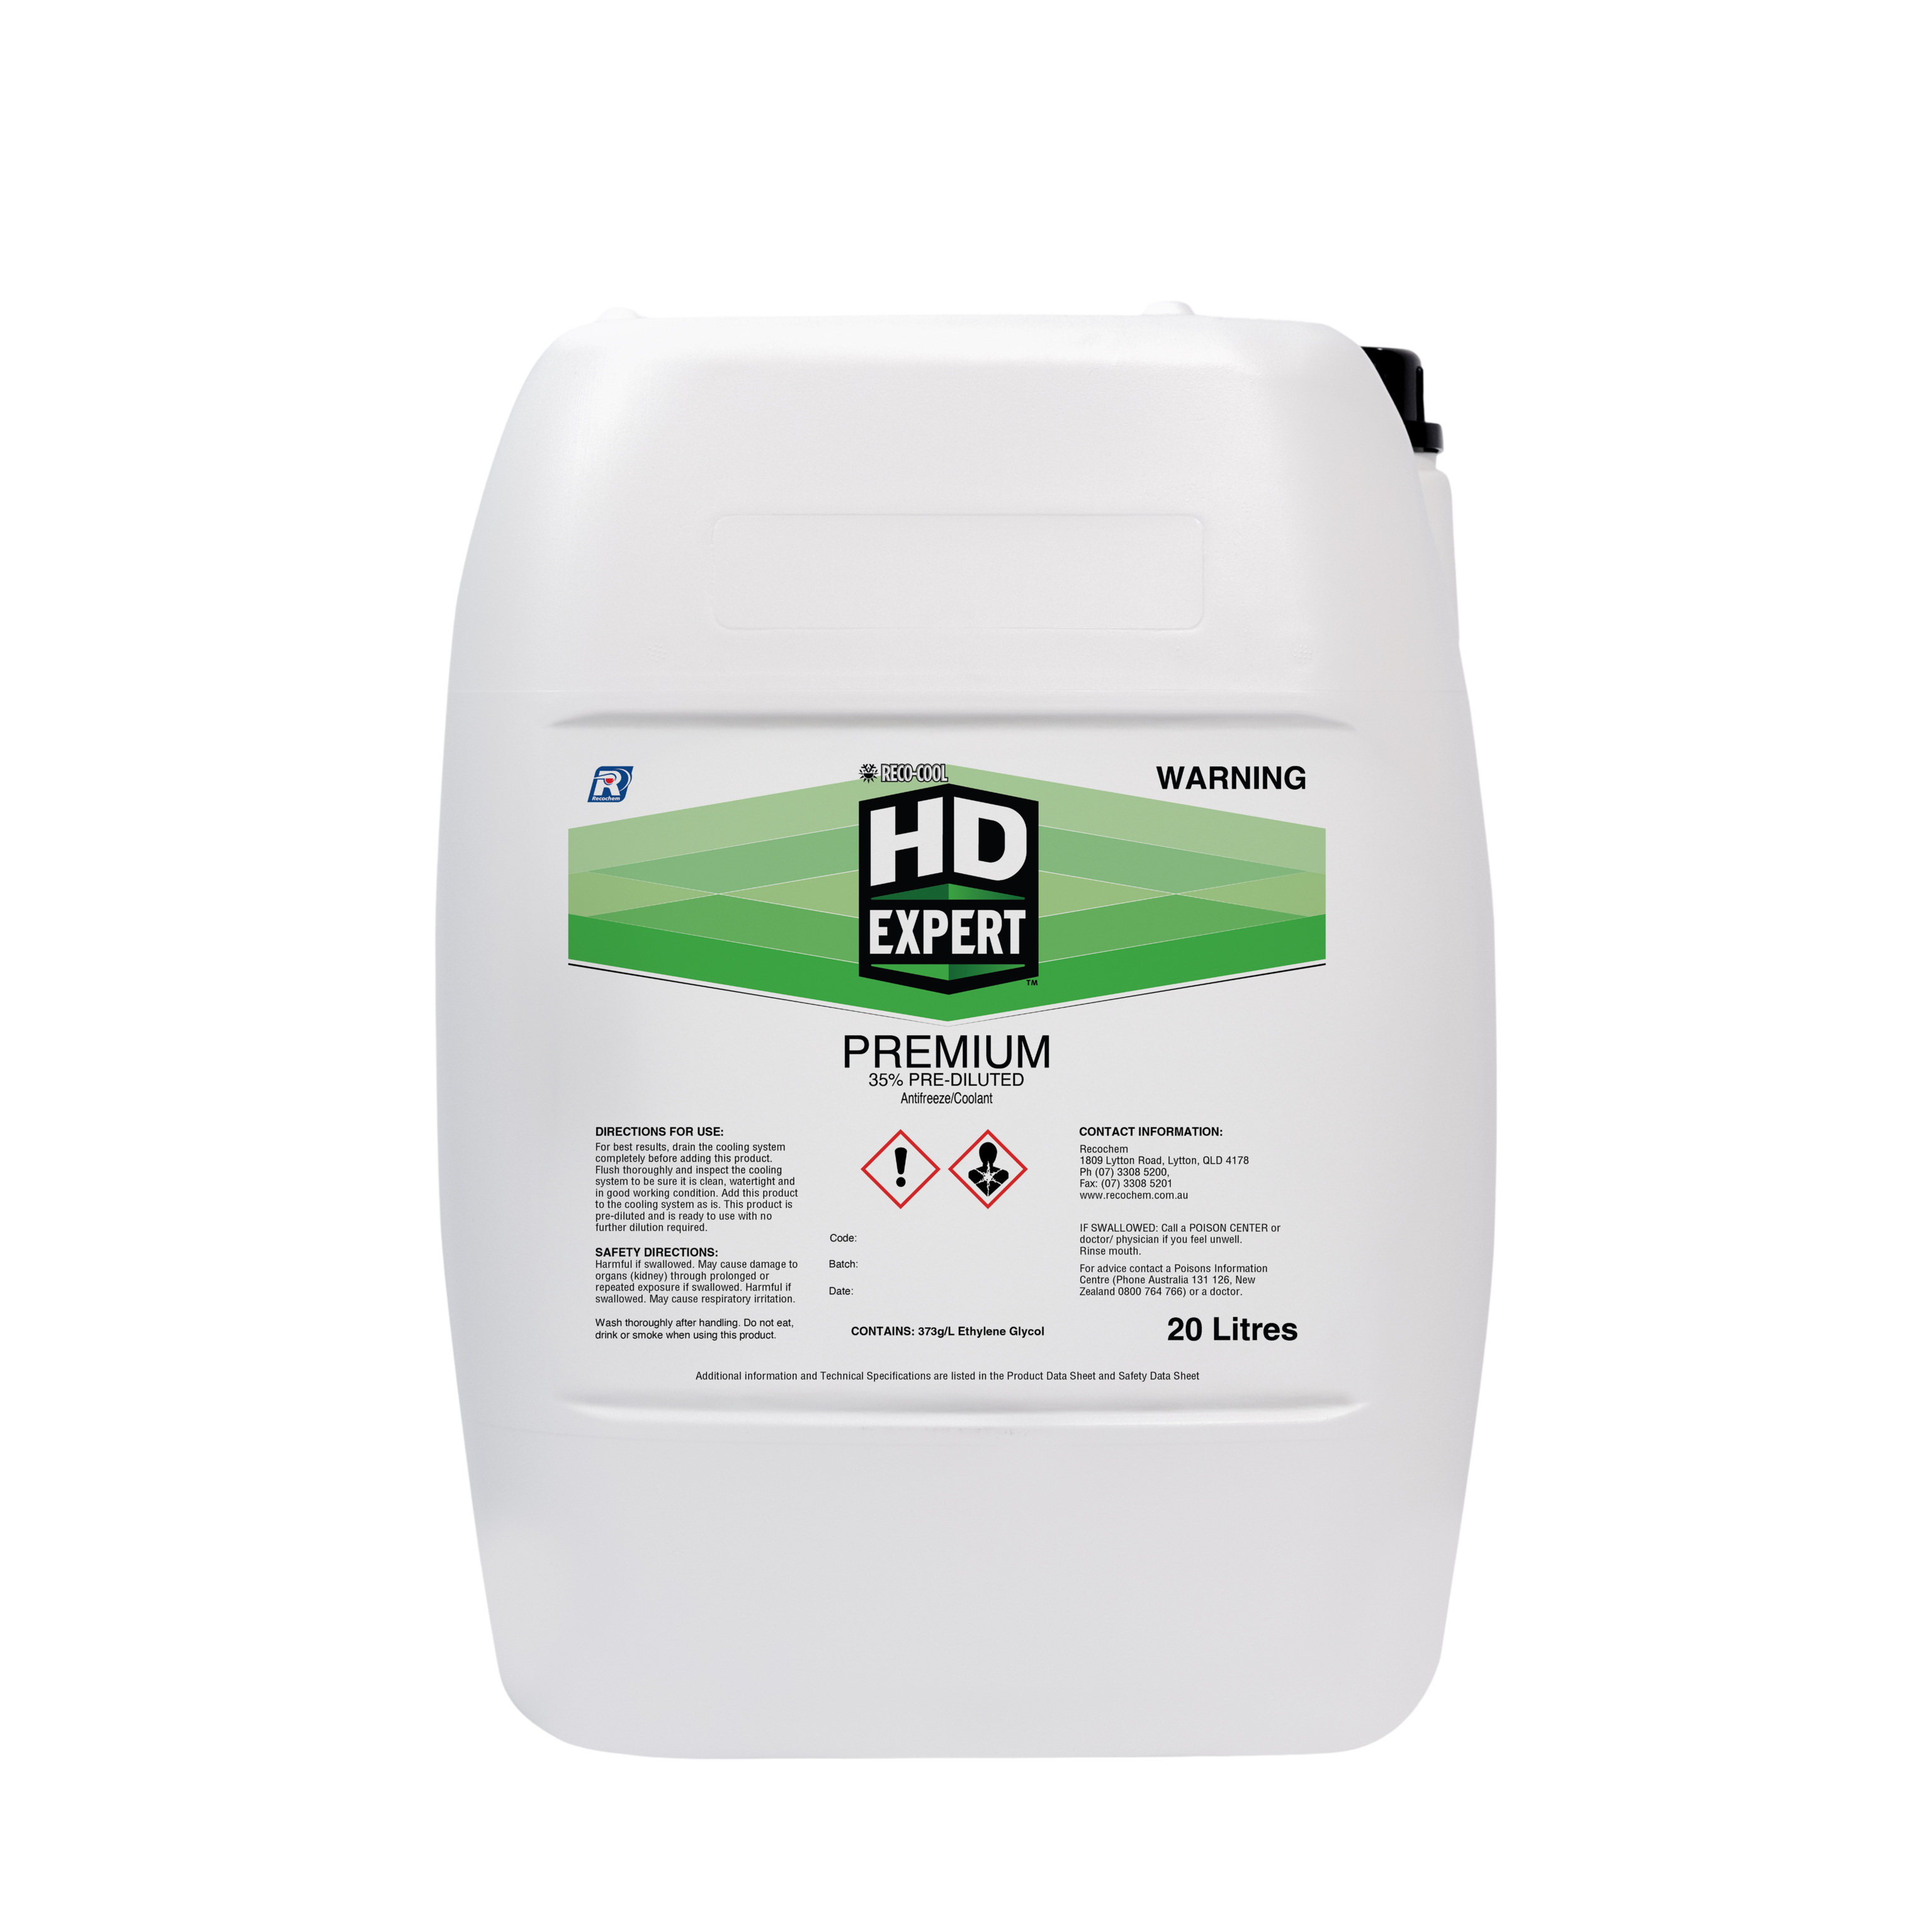 Recochem
RECO-COOL
WARNING
HD
EXPERT
TM
PREMIUM
35% PRE-DILUTED
Antifreeze/Coolant
DIRECTIONS FOR USE:
For best results, drain the cooling system
completely before adding this product.
Flush thoroughly and inspect the cooling
system to be sure it is clean, watertight and
in good working condition. Add this product
to the cooling system as is. This product is
pre-diluted and is ready to use with no
further dilution required.
SAFETY DIRECTIONS:
Harmful if swallowed. May cause damage to
organs (kidney) through prolonged or
repeated exposure if swallowed. Harmful if
swallowed. May cause respiratory irritation.
Wash thoroughly after handling. Do not eat,
drink or smoke when using this product.
Code:
Batch:
Date:
CONTAINS: 373g/L Ethylene Glycol
CONTACT INFORMATION:
Recochem
1809 Lytton Road, Lytton, QLD 4178
Ph (07) 3308 5200,
Fax: (07) 3308 5201
www.recochem.com.au
IF SWALLOWED: Call a POISON CENTER or
doctor/ physician if you feel unwell.
Rinse mouth.
For advice contact a Poisons Information
Centre (Phone Australia 131 126, New
Zealand 0800 764 766) or a doctor.
20 Litres
Additional information and Technical Specifications are listed in the Product Data Sheet and Safety Data Sheet